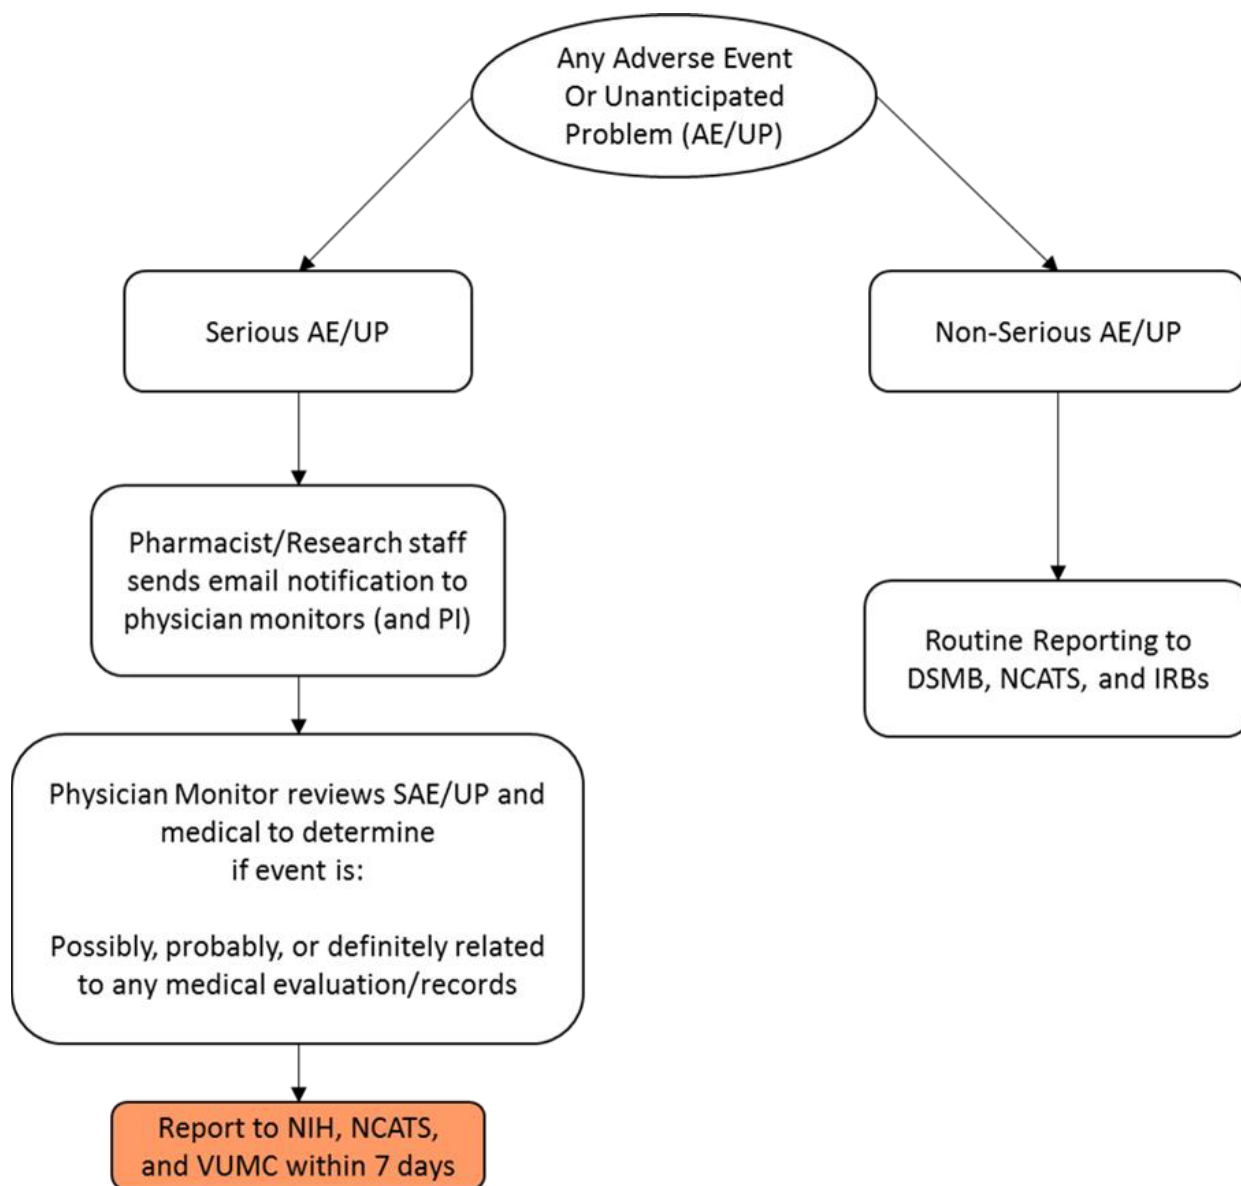 Any Adverse Event
Or Unanticipated
Problem (AE/UP)
Serious AE/UP
Non-Serious AE/UP
Pharmacist/Research staff
sends email notification to
physician monitors (and PI)
Routine Reporting to
DSMB, NCATS, and IRBs
Physician Monitor reviews SAE/UP and
medical to determine
if event is:
Possibly, probably, or definitely related
to any medical evaluation/records
Report to NIH, NCATS,
and VUMC within 7 days